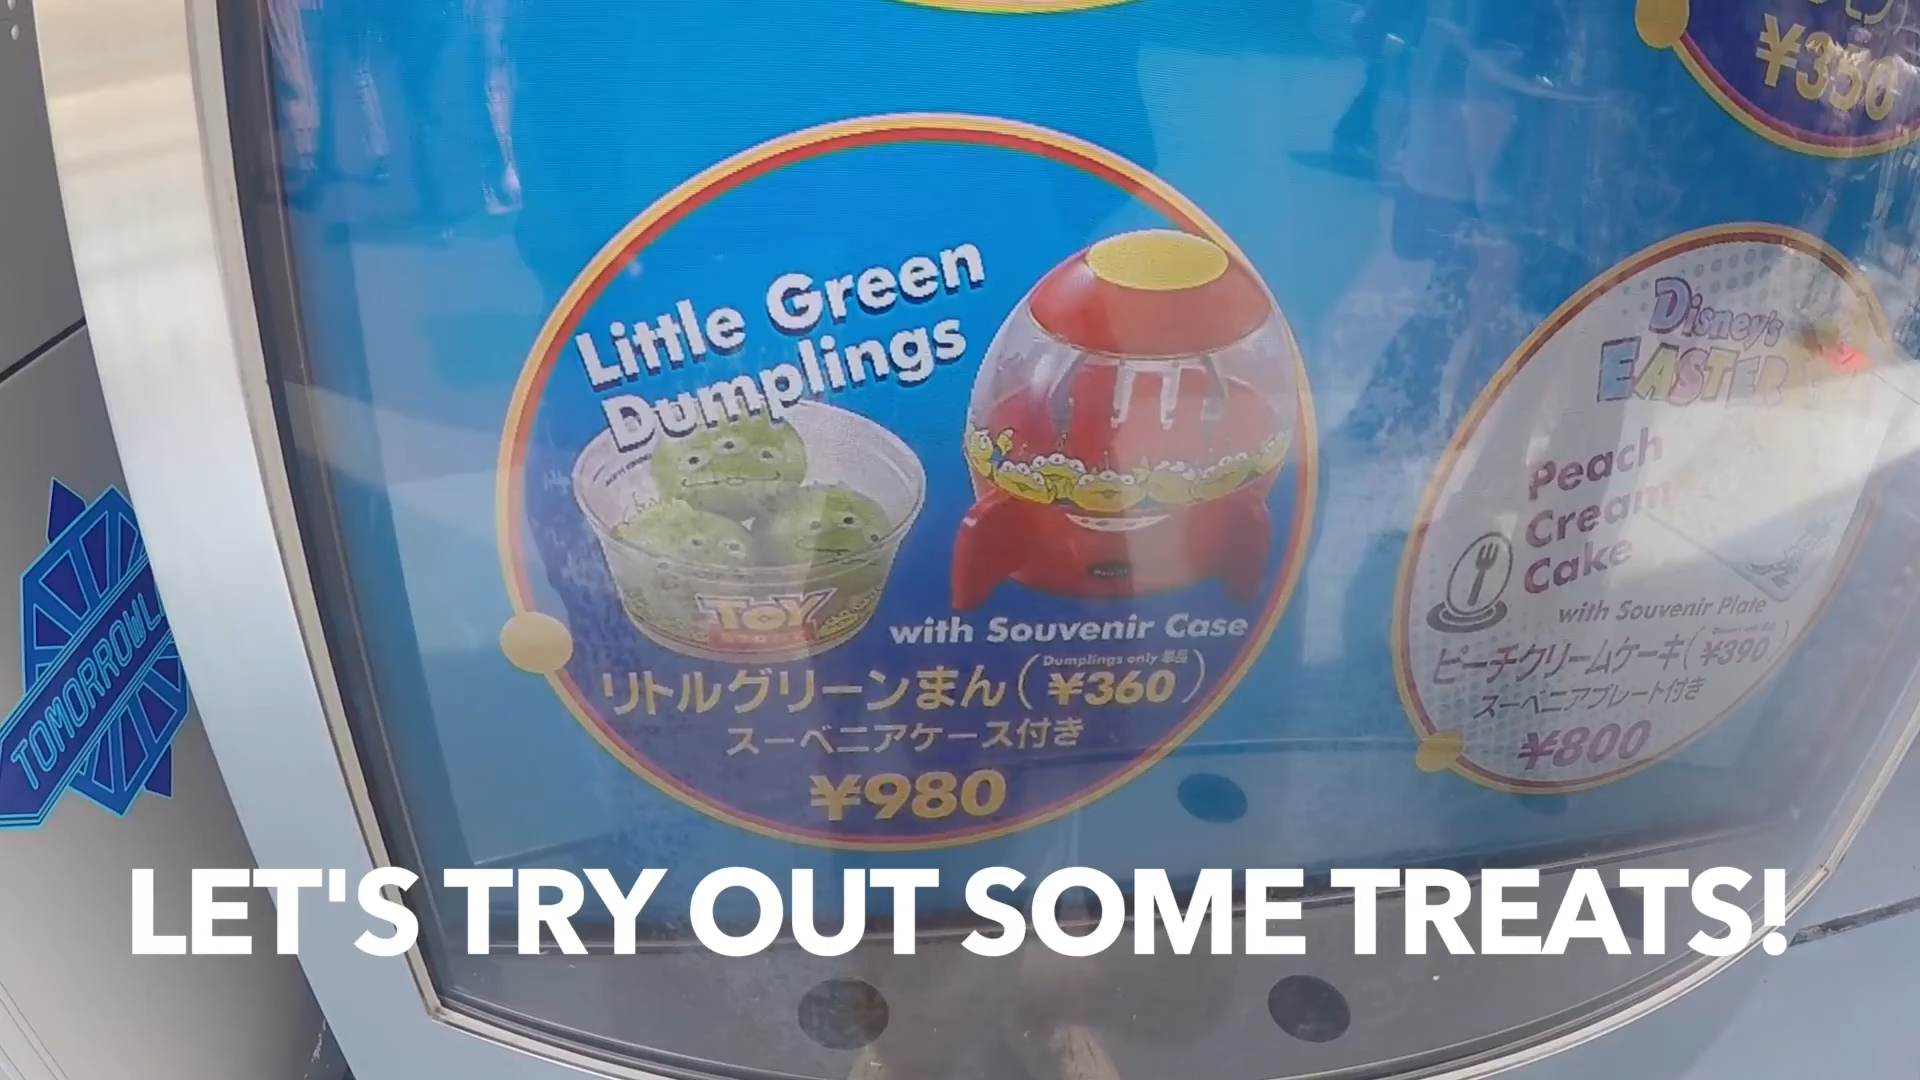 ¥350
Little Green
Dumplings
TOY
STORY
with Souvenir Case
リトルグリーンまん(Dumplings only 単品 ¥360)
スーベニアケース付き
¥980
Disney's
EASTER
Peach
Cream
Cake
with Souvenir Plate
ピーチクリームケーキ(¥390)
スーベニアプレート付き
¥800
TOMORROWL
LET'S TRY OUT SOME TREATS!